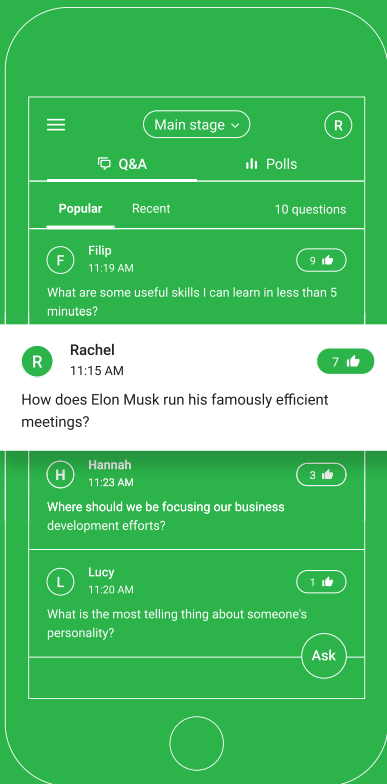 Main stage
R
Q&A
Polls
Popular
Recent
10 questions
F
Filip
11:19 AM
9
What are some useful skills I can learn in less than 5
minutes?
R
Rachel
11:15 AM
7
How does Elon Musk run his famously efficient
meetings?
H
Hannah
11:23 AM
3
Where should we be focusing our business
development efforts?
L
Lucy
11:20 AM
1
What is the most telling thing about someone's
personality?
Ask